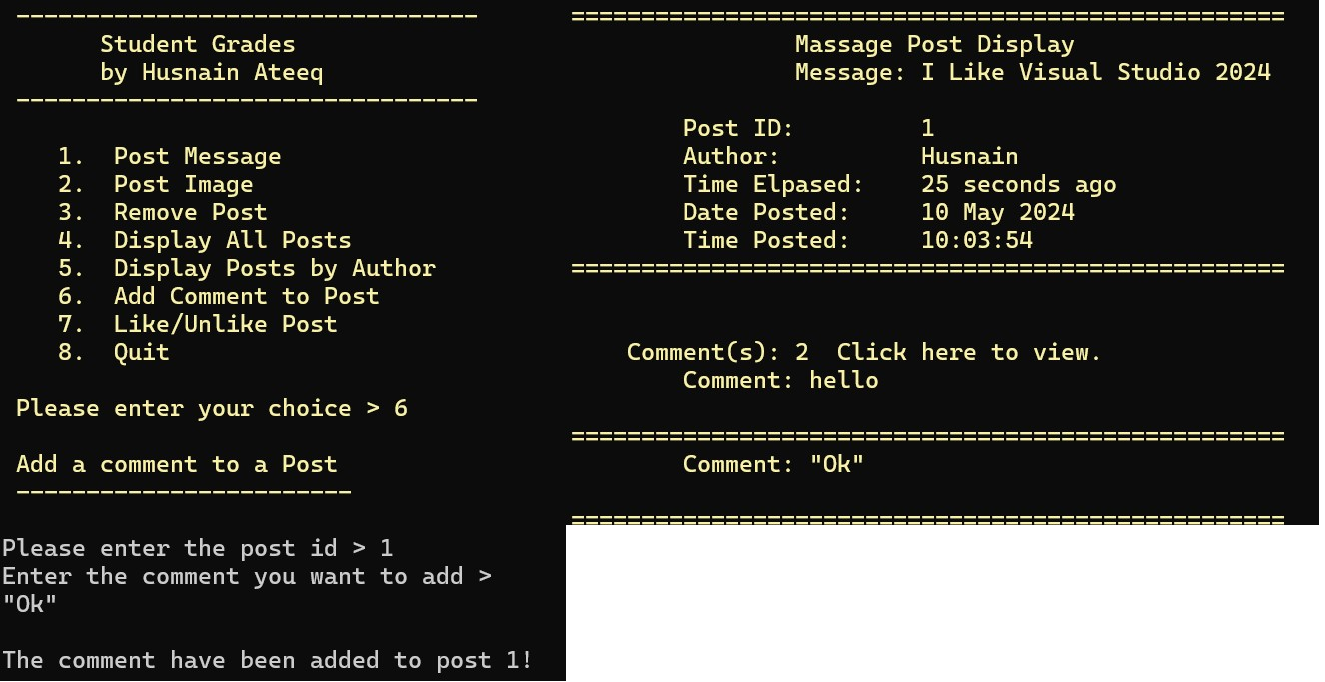 ---------------------------------
Student Grades
by Husnain Ateeq
---------------------------------
1.  Post Message
2.  Post Image
3.  Remove Post
4.  Display All Posts
5.  Display Posts by Author
6.  Add Comment to Post
7.  Like/Unlike Post
8.  Quit
Please enter your choice > 6
Add a comment to a Post
------------------------
Please enter the post id > 1
Enter the comment you want to add >
"Ok"
The comment have been added to post 1!
===================================================
Massage Post Display
Message: I Like Visual Studio 2024
Post ID: 1
Author: Husnain
Time Elpased: 25 seconds ago
Date Posted: 10 May 2024
Time Posted: 10:03:54
===================================================
Comment(s): 2  Click here to view.
Comment: hello
===================================================
Comment: "Ok"
===================================================